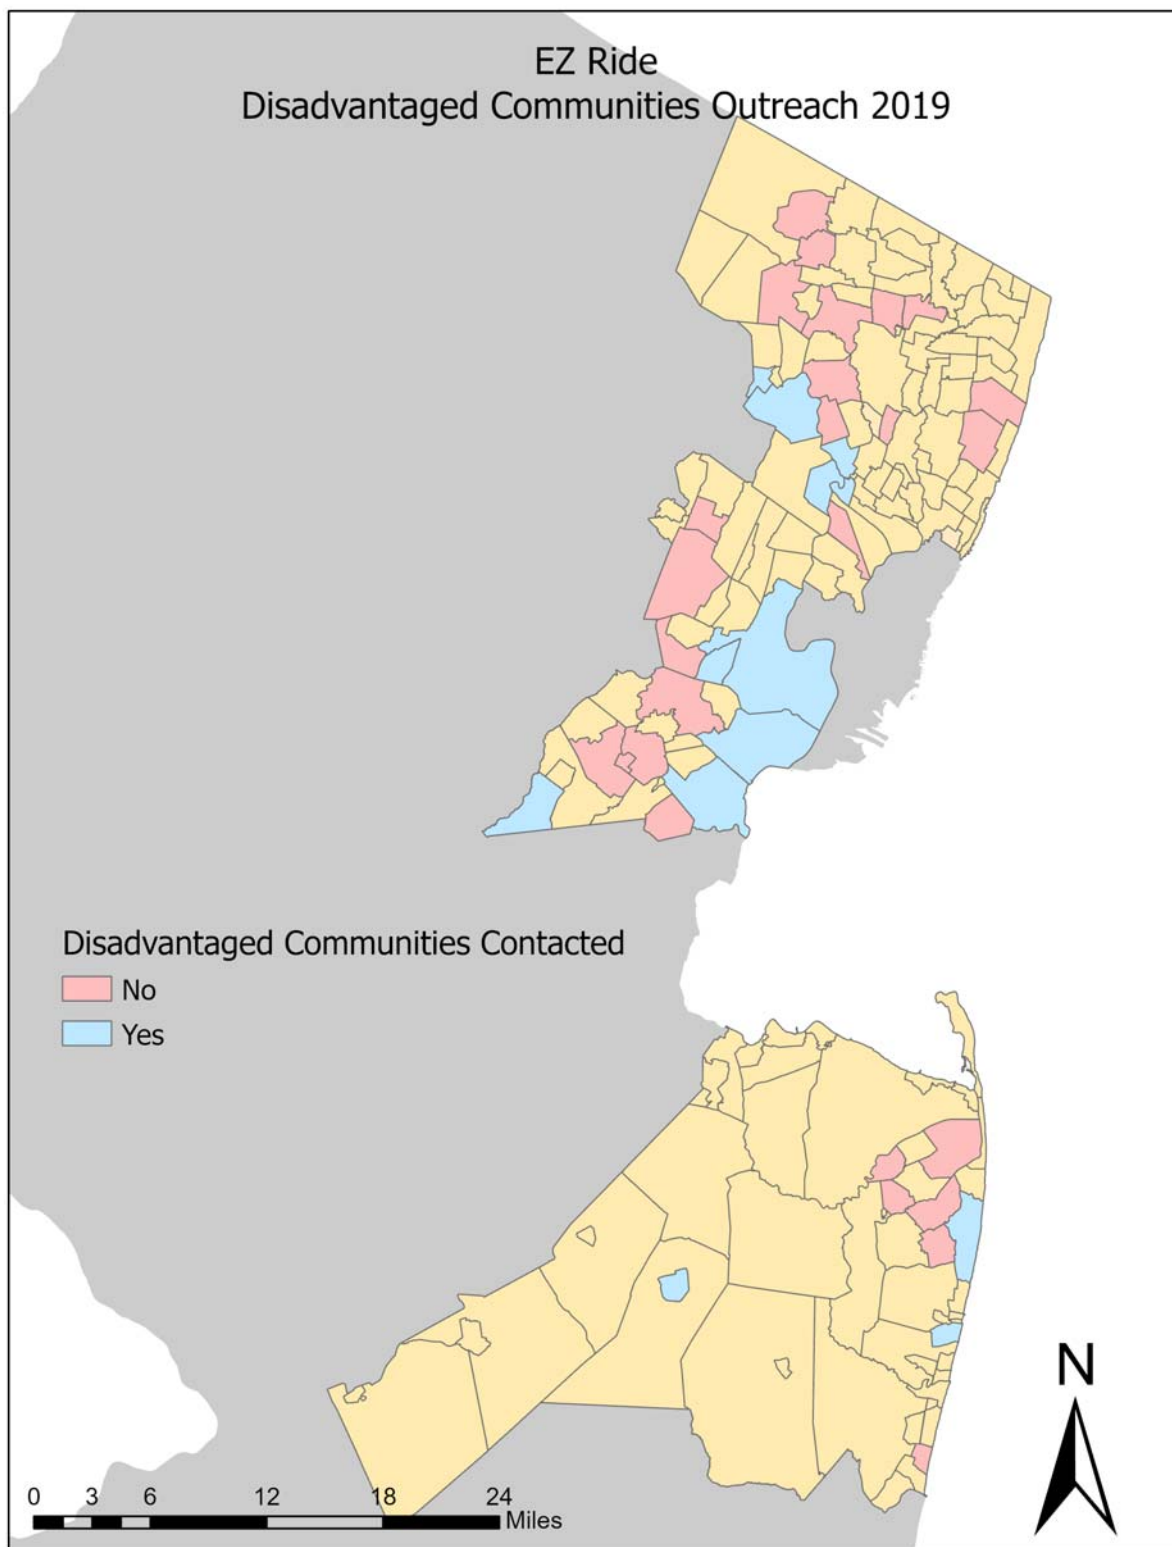 EZ Ride
Disadvantaged Communities Outreach 2019
Disadvantaged Communities Contacted
No
Yes
N
0 3 6 12 18 24
Miles